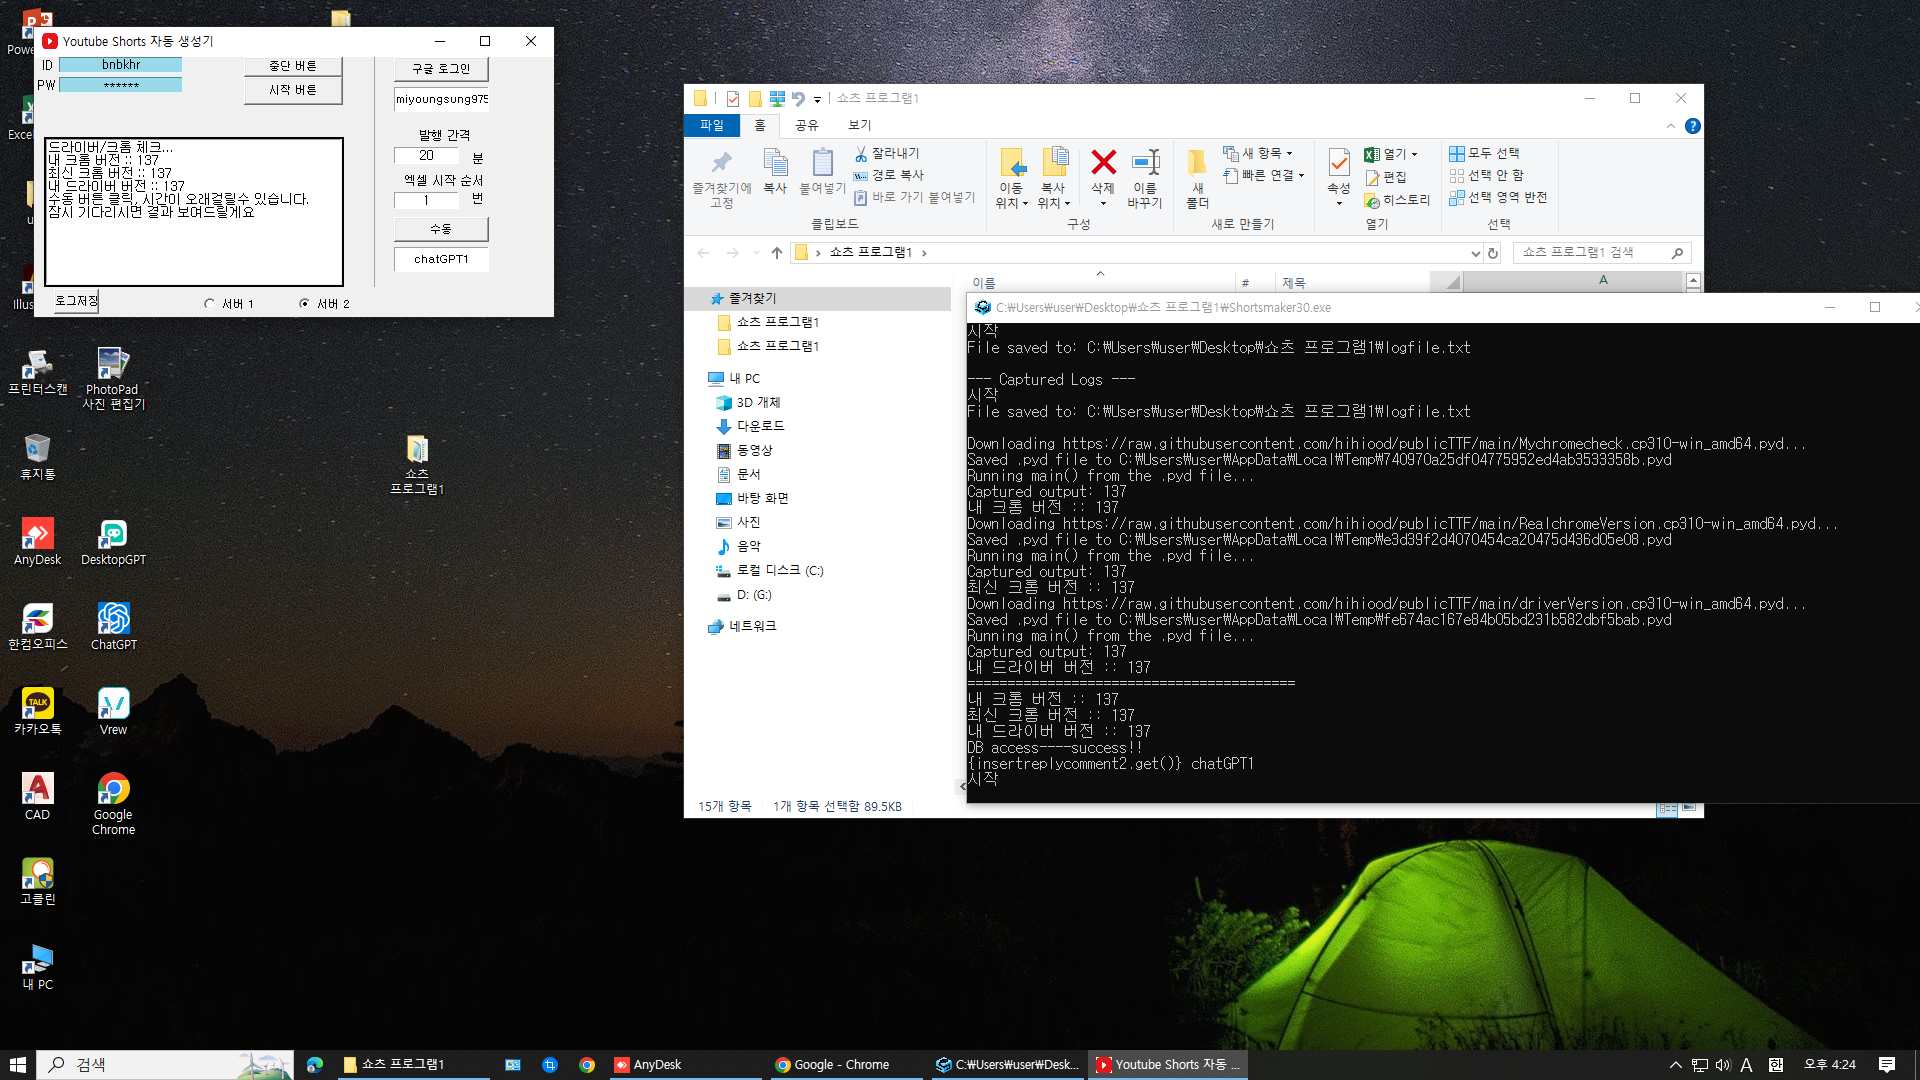 Youtube Shorts 자동 생성기
ID
bnbkhr
중단 버튼
구글 로그인
PW
******
시작 버튼
miyoungsung975
발행 간격
20
분
엑셀 시작 순서
1
번
수동
chatGPT1
드라이버/크롬 체크...
내 크롬 버전 :: 137
최신 크롬 버전 :: 137
내 드라이버 버전 :: 137
수동 버튼 클릭, 시간이 오래걸릴수 있습니다.
잠시 기다리시면 결과 보여드릴게요
로그저장
서버 1
서버 2
프린터스캔
PhotoPad
사진 편집기
휴지통
쇼츠
프로그램1
AnyDesk
DesktopGPT
한컴오피스
ChatGPT
카카오톡
Vrew
CAD
Google
Chrome
고클린
내 PC
쇼츠 프로그램1
파일
홈
공유
보기
즐겨찾기에
고정
복사
붙여넣기
잘라내기
경로 복사
바로 가기 붙여넣기
클립보드
이동
위치
복사
위치
삭제
이름
바꾸기
구성
새
폴더
새 항목
빠른 연결
새로 만들기
속성
열기
편집
히스토리
열기
모두 선택
선택 안 함
선택 영역 반전
선택
쇼츠 프로그램1
쇼츠 프로그램1 검색
이름
#
제목
A
즐겨찾기
쇼츠 프로그램1
쇼츠 프로그램1
내 PC
3D 개체
다운로드
동영상
문서
바탕 화면
사진
음악
로컬 디스크 (C:)
D: (G:)
네트워크
15개 항목
1개 항목 선택함 89.5KB
C:₩Users₩user₩Desktop₩쇼츠 프로그램1₩Shortsmaker30.exe
시작
File saved to: C:₩Users₩user₩Desktop₩쇼츠 프로그램1₩logfile.txt
--- Captured Logs ---
시작
File saved to: C:₩Users₩user₩Desktop₩쇼츠 프로그램1₩logfile.txt
Downloading https://raw.githubusercontent.com/hihiood/publicTTF/main/Mychromecheck.cp310-win_amd64.pyd...
Saved .pyd file to C:₩Users₩user₩AppData₩Local₩Temp₩740970a25df04775952ed4ab3533358b.pyd
Running main() from the .pyd file...
Captured output: 137
내 크롬 버전 :: 137
Downloading https://raw.githubusercontent.com/hihiood/publicTTF/main/RealchromeVersion.cp310-win_amd64.pyd...
Saved .pyd file to C:₩Users₩user₩AppData₩Local₩Temp₩e3d39f2d4070454ca20475d436d05e08.pyd
Running main() from the .pyd file...
Captured output: 137
최신 크롬 버전 :: 137
Downloading https://raw.githubusercontent.com/hihiood/publicTTF/main/driverVersion.cp310-win_amd64.pyd...
Saved .pyd file to C:₩Users₩user₩AppData₩Local₩Temp₩fe674ac167e84b05bd231b582dbf5bab.pyd
Running main() from the .pyd file...
Captured output: 137
내 드라이버 버전 :: 137
=========================================
내 크롬 버전 :: 137
최신 크롬 버전 :: 137
내 드라이버 버전 :: 137
DB access----success!!
{insertreplycomment2.get()} chatGPT1
시작
검색
쇼츠 프로그램1
AnyDesk
Google - Chrome
C:₩Users₩user₩Desk...
Youtube Shorts 자동 ...
A
한
오후 4:24